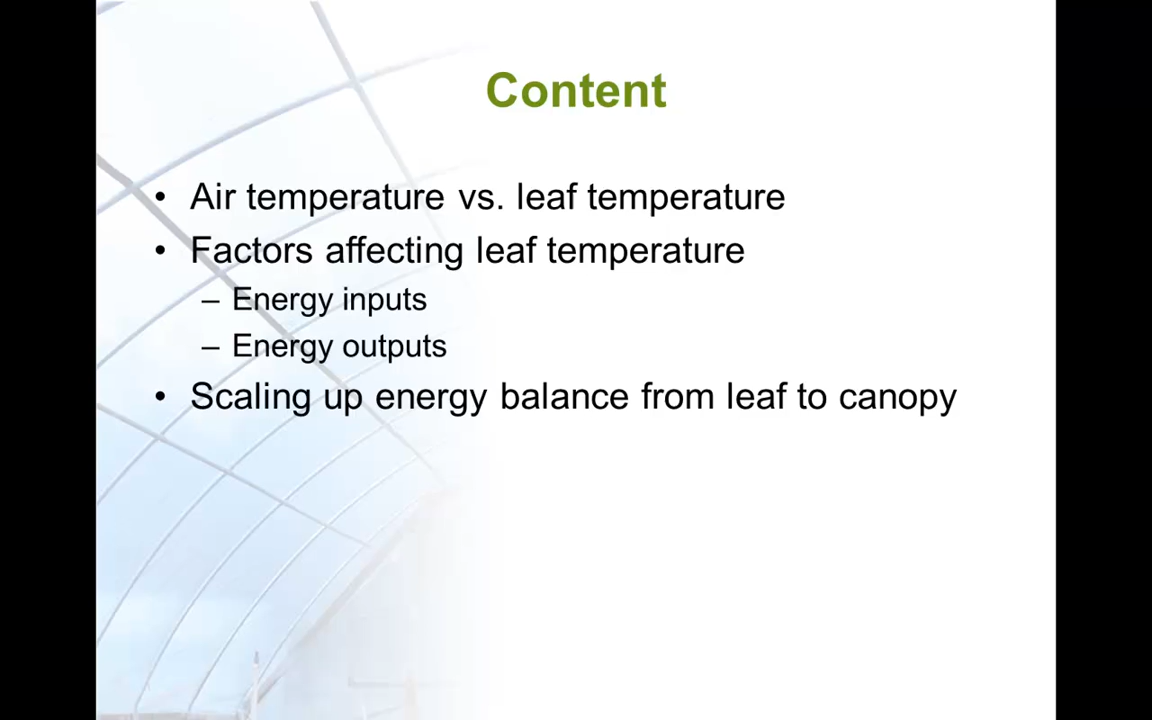 Content
• Air temperature vs. leaf temperature
• Factors affecting leaf temperature
– Energy inputs
– Energy outputs
• Scaling up energy balance from leaf to canopy